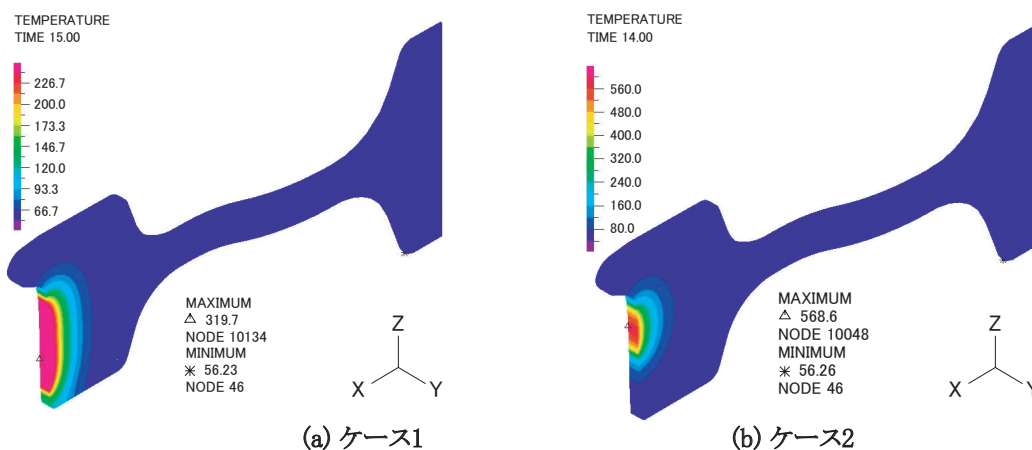 TEMPERATURE
TIME 15.00
226.7
200.0
173.3
146.7
120.0
93.3
66.7
MAXIMUM
△ 319.7
NODE 10134
MINIMUM
✳ 56.23
NODE 46
Z
X
Y
(a) ケース1
TEMPERATURE
TIME 14.00
560.0
480.0
400.0
320.0
240.0
160.0
80.0
MAXIMUM
△ 568.6
NODE 10048
MINIMUM
✳ 56.26
NODE 46
Z
X
Y
(b) ケース2